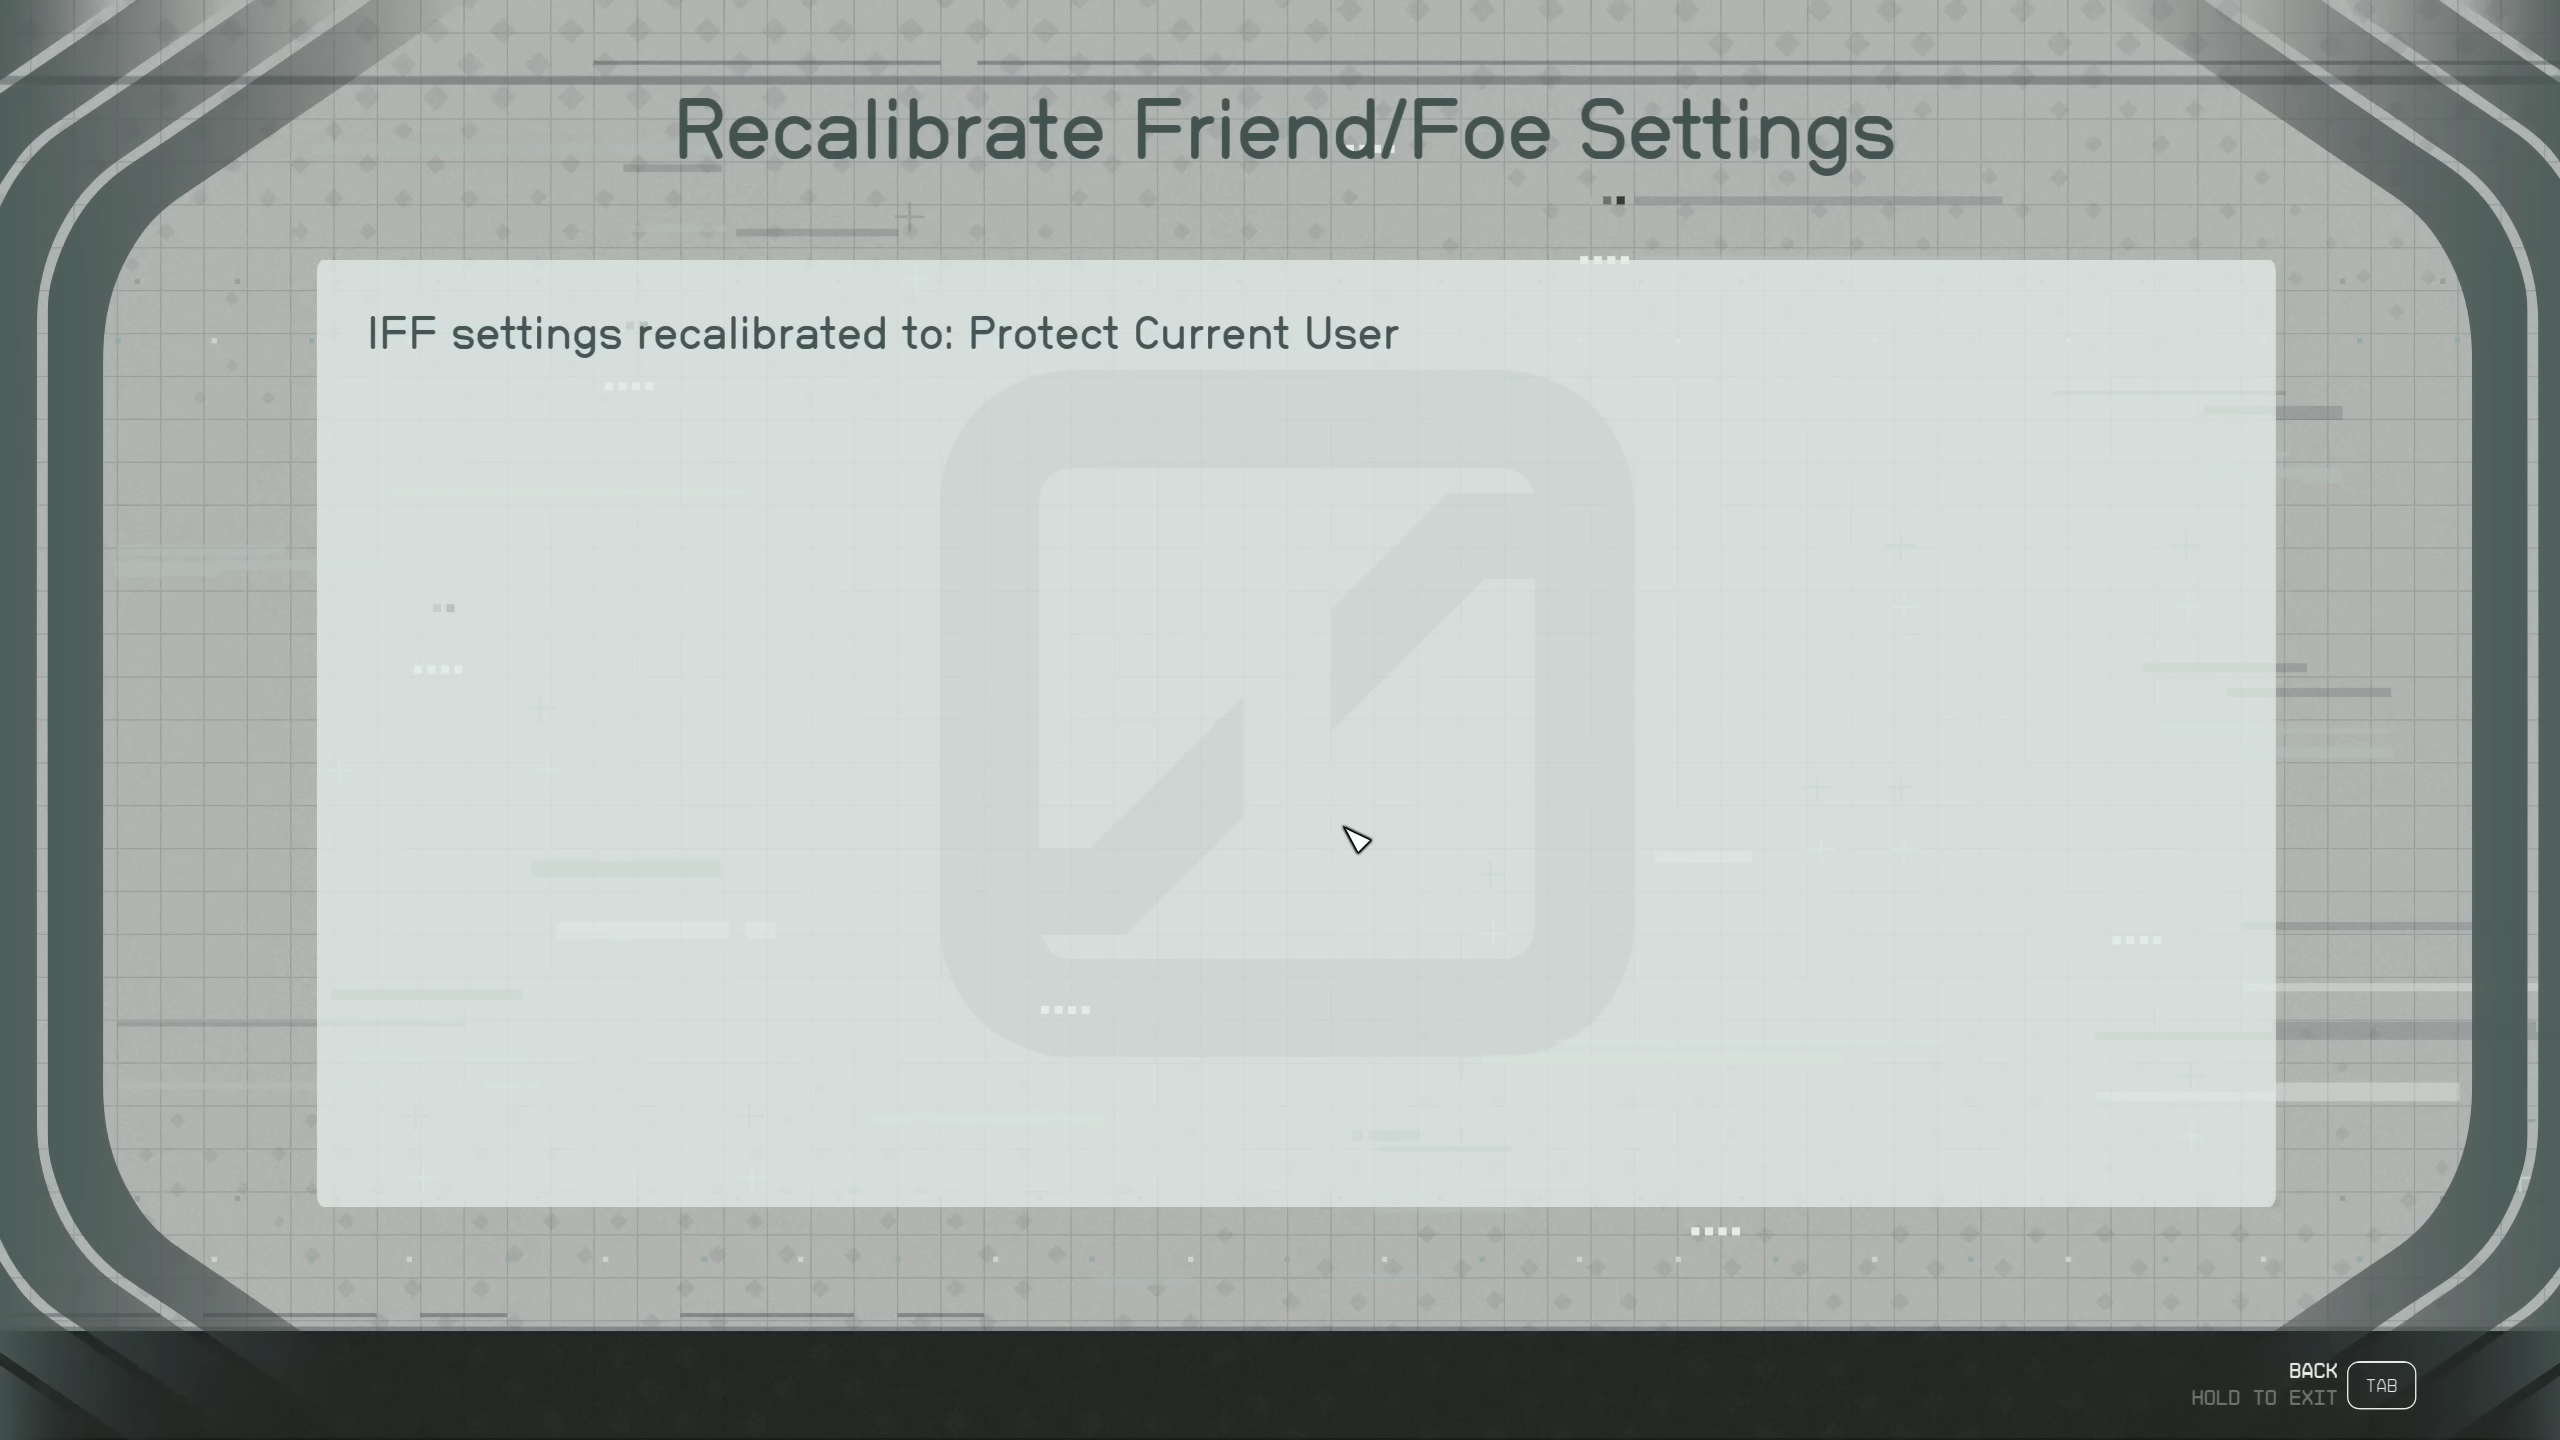 Recalibrate Friend/Foe Settings
IFF settings recalibrated to: Protect Current User
BACK
HOLD TO EXIT
TAB